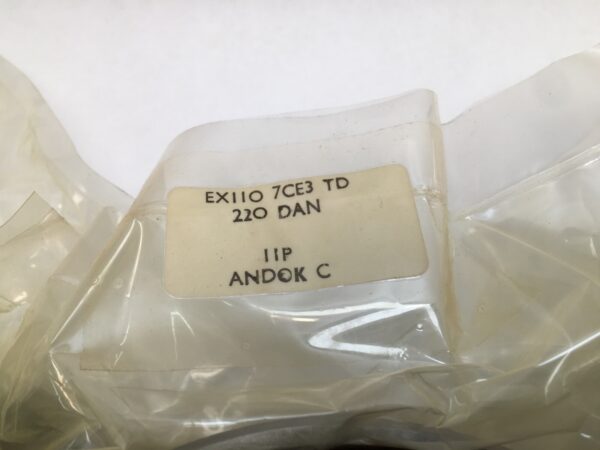 EX110 7CE3 TD
220 DAN
11P
ANDOK C